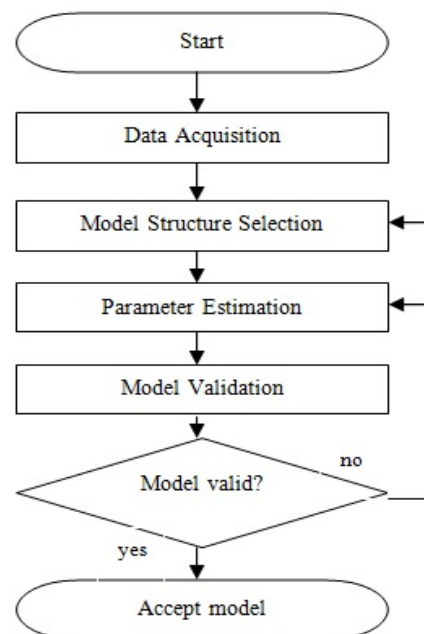 Start
Data Acquisition
Model Structure Selection
Parameter Estimation
Model Validation
Model valid?
no
yes
Accept model